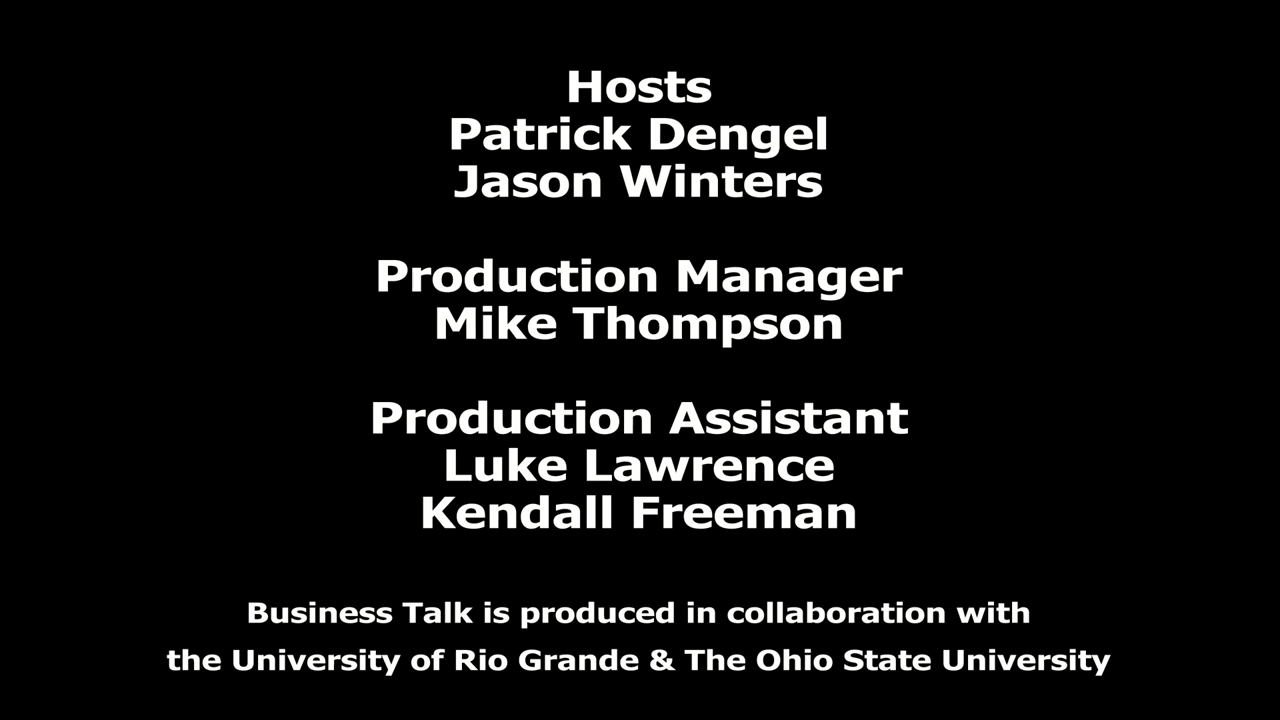 Hosts
Patrick Dengel
Jason Winters
Production Manager
Mike Thompson
Production Assistant
Luke Lawrence
Kendall Freeman
Business Talk is produced in collaboration with
the University of Rio Grande & The Ohio State University